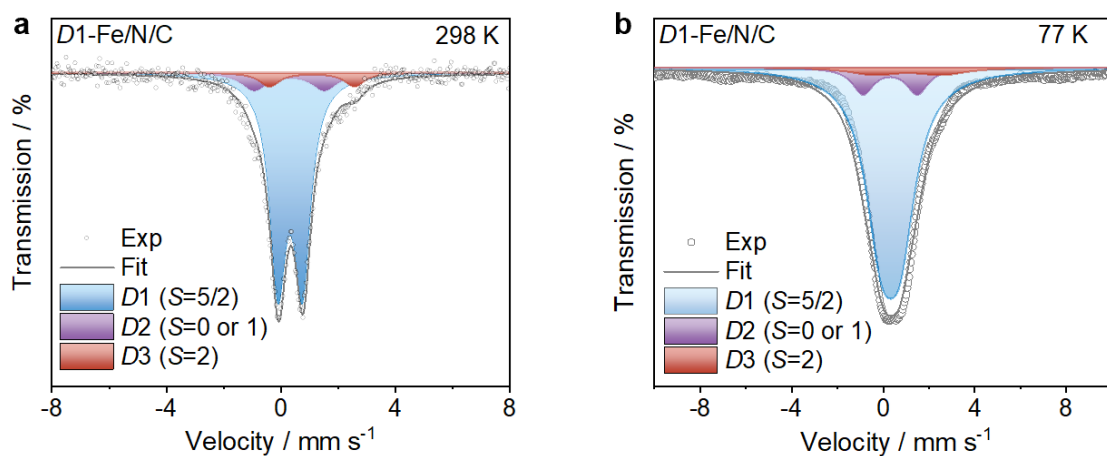 a
D1-Fe/N/C
298 K
Transmission / %
Exp
Fit
D1 (S=5/2)
D2 (S=0 or 1)
D3 (S=2)
-8
-4
0
4
8
Velocity / mm s⁻¹
b
D1-Fe/N/C
77 K
Transmission / %
Exp
Fit
D1 (S=5/2)
D2 (S=0 or 1)
D3 (S=2)
-8
-4
0
4
8
Velocity / mm s⁻¹